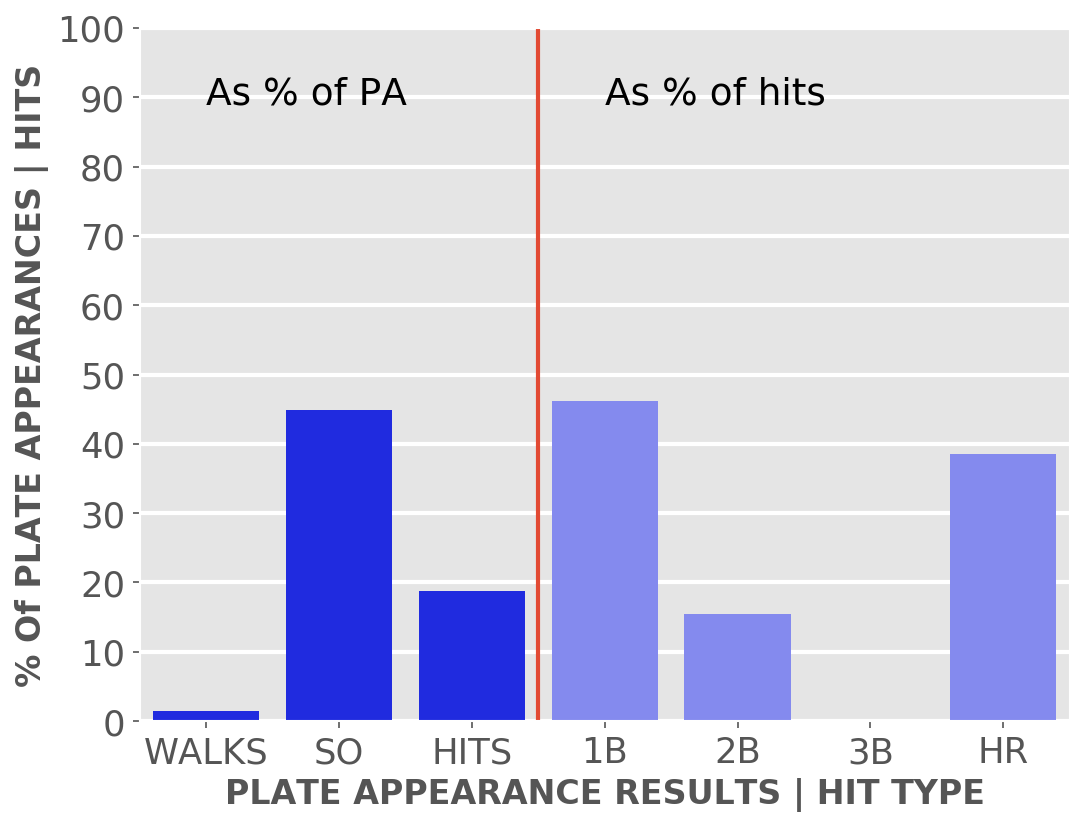 % Of PLATE APPEARANCES | HITS
100
90
80
70
60
50
40
30
20
10
0
As % of PA
As % of hits
WALKS SO HITS 1B 2B 3B HR
PLATE APPEARANCE RESULTS | HIT TYPE